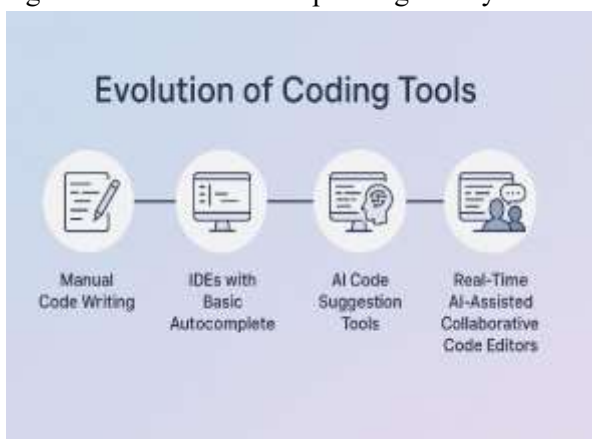 Evolution of Coding Tools
Manual
Code Writing
IDEs with
Basic
Autocomplete
AI Code
Suggestion
Tools
Real-Time
AI-Assisted
Collaborative
Code Editors